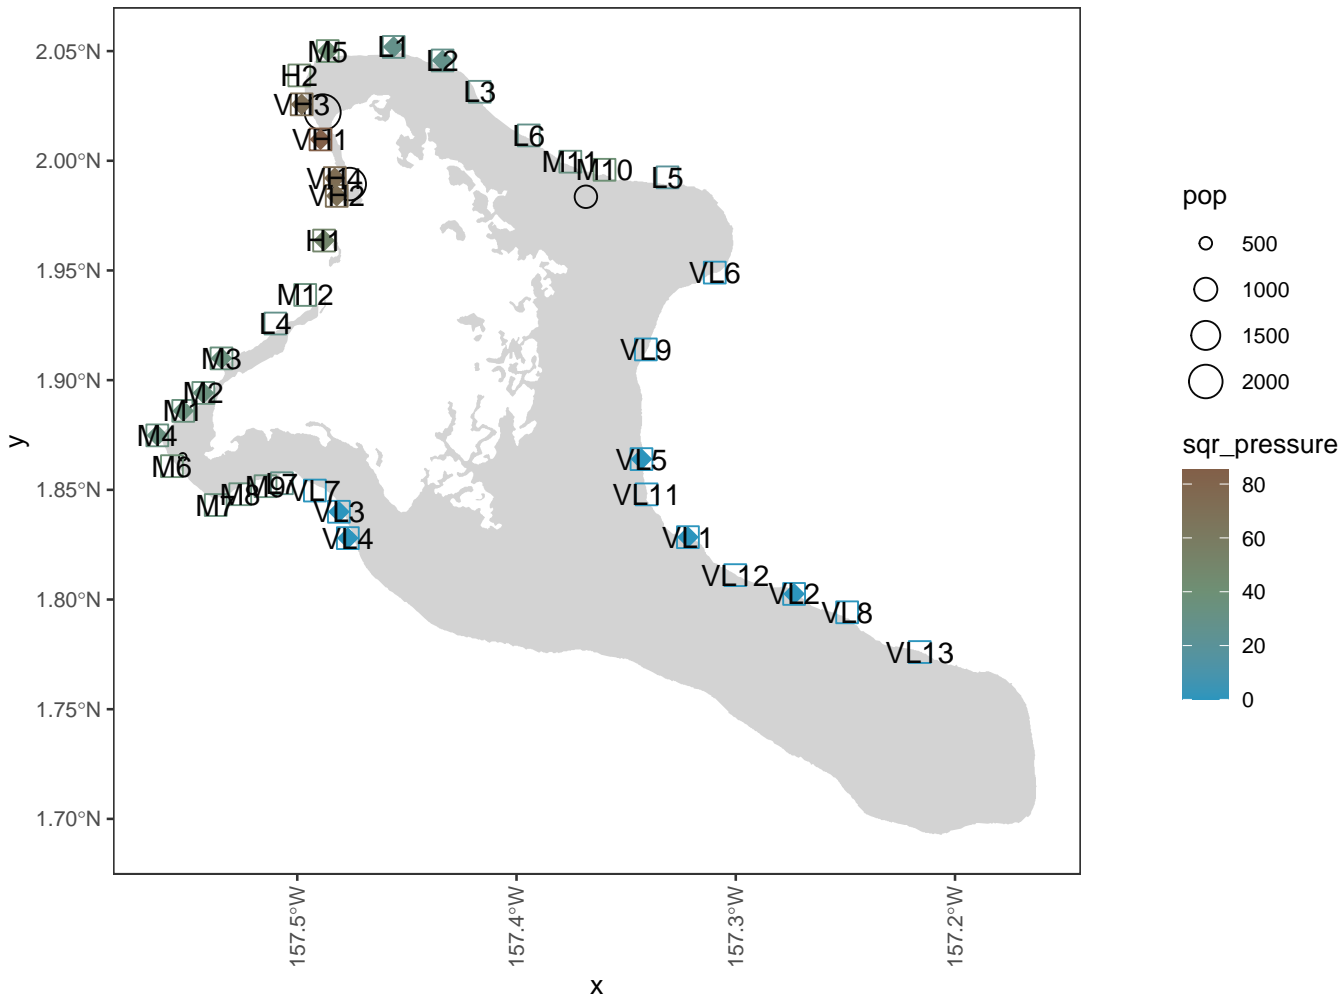 2.05°N
2.00°N
1.95°N
1.90°N
1.85°N
1.80°N
1.75°N
1.70°N
y
157.5°W
157.4°W
157.3°W
157.2°W
x
M5
L1
L2
H2
L3
VH3
VH1
L6
M11
M10
L5
VH4
VH2
H1
VL6
M12
L4
VL9
M3
M2
M1
M4
M6
VL5
M7
M8
M9
L7
VL7
VL11
VL3
VL4
VL1
VL12
VL2
VL8
VL13
pop
500
1000
1500
2000
sqr_pressure
80
60
40
20
0